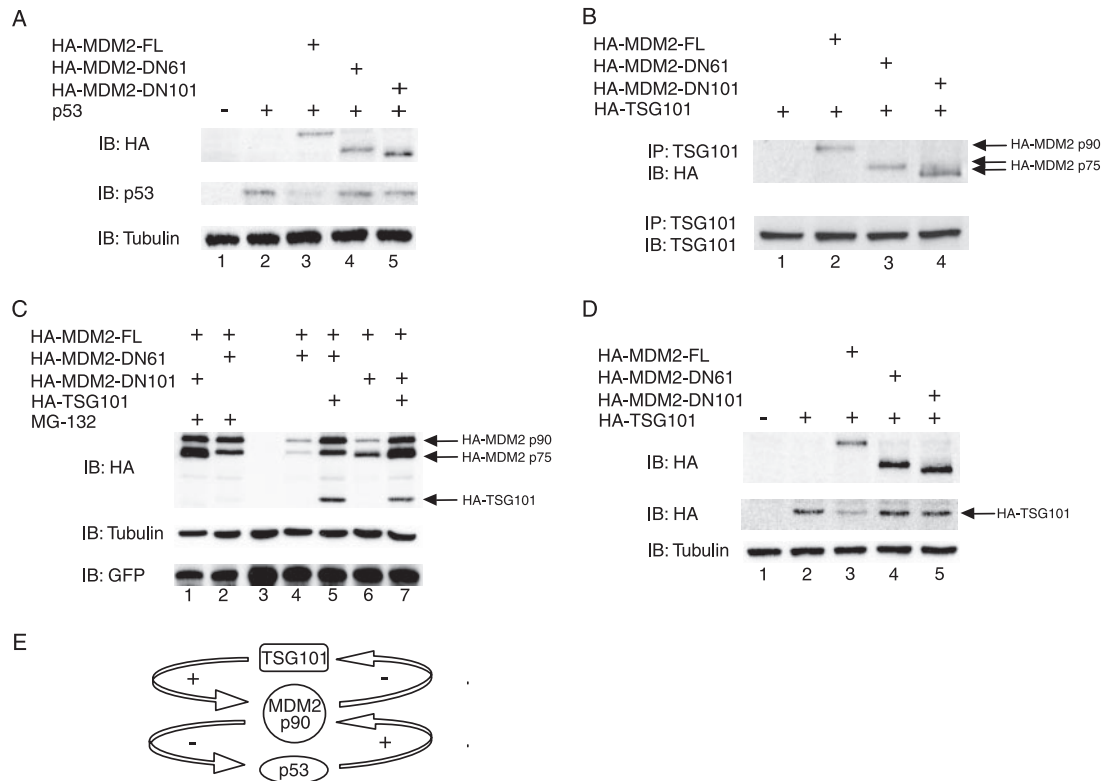 A
HA-MDM2-FL +
HA-MDM2-DN61 +
HA-MDM2-DN101 +
p53 - + + + +
IB: HA
IB: p53
IB: Tubulin
1 2 3 4 5
B
HA-MDM2-FL +
HA-MDM2-DN61 +
HA-MDM2-DN101 +
HA-TSG101 + + + +
IP: TSG101
IB: HA
HA-MDM2 p90
HA-MDM2 p75
IP: TSG101
IB: TSG101
1 2 3 4
C
HA-MDM2-FL + + + + + +
HA-MDM2-DN61 + + +
HA-MDM2-DN101 + + +
HA-TSG101 + +
MG-132 + +
IB: HA
HA-MDM2 p90
HA-MDM2 p75
HA-TSG101
IB: Tubulin
IB: GFP
1 2 3 4 5 6 7
D
HA-MDM2-FL +
HA-MDM2-DN61 +
HA-MDM2-DN101 +
HA-TSG101 - + + + +
IB: HA
IB: HA
HA-TSG101
IB: Tubulin
1 2 3 4 5
E
TSG101
+ -
MDM2
p90
- +
p53